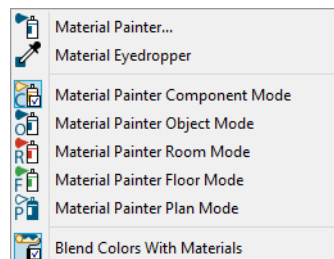 Material Painter...
Material Eyedropper
Material Painter Component Mode
Material Painter Object Mode
Material Painter Room Mode
Material Painter Floor Mode
Material Painter Plan Mode
Blend Colors With Materials